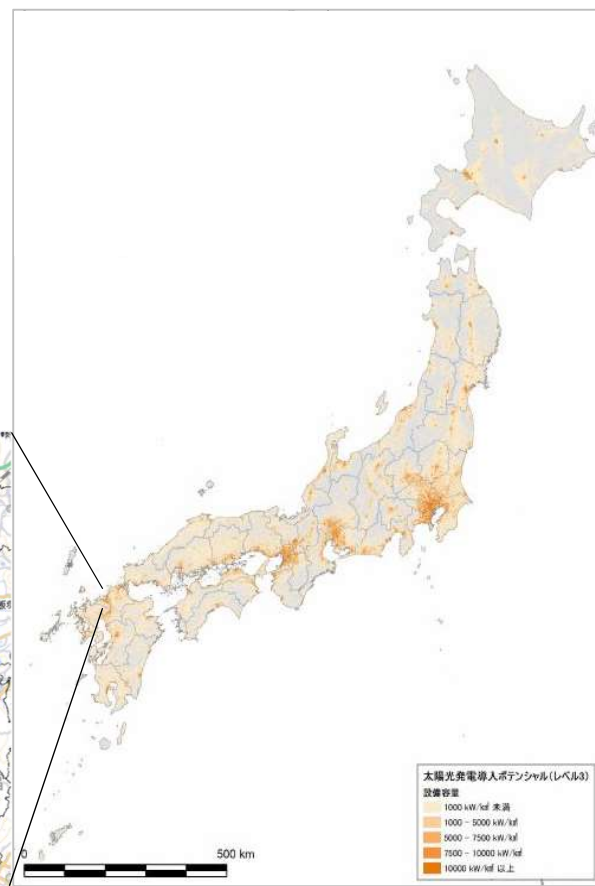 太陽光発電導入ポテンシャル(レベル3)
設備容量
1000 kW/km² 未満
1000 - 5000 kW/km²
5000 - 7500 kW/km²
7500 - 10000 kW/km²
10000 kW/km² 以上
0 500 km